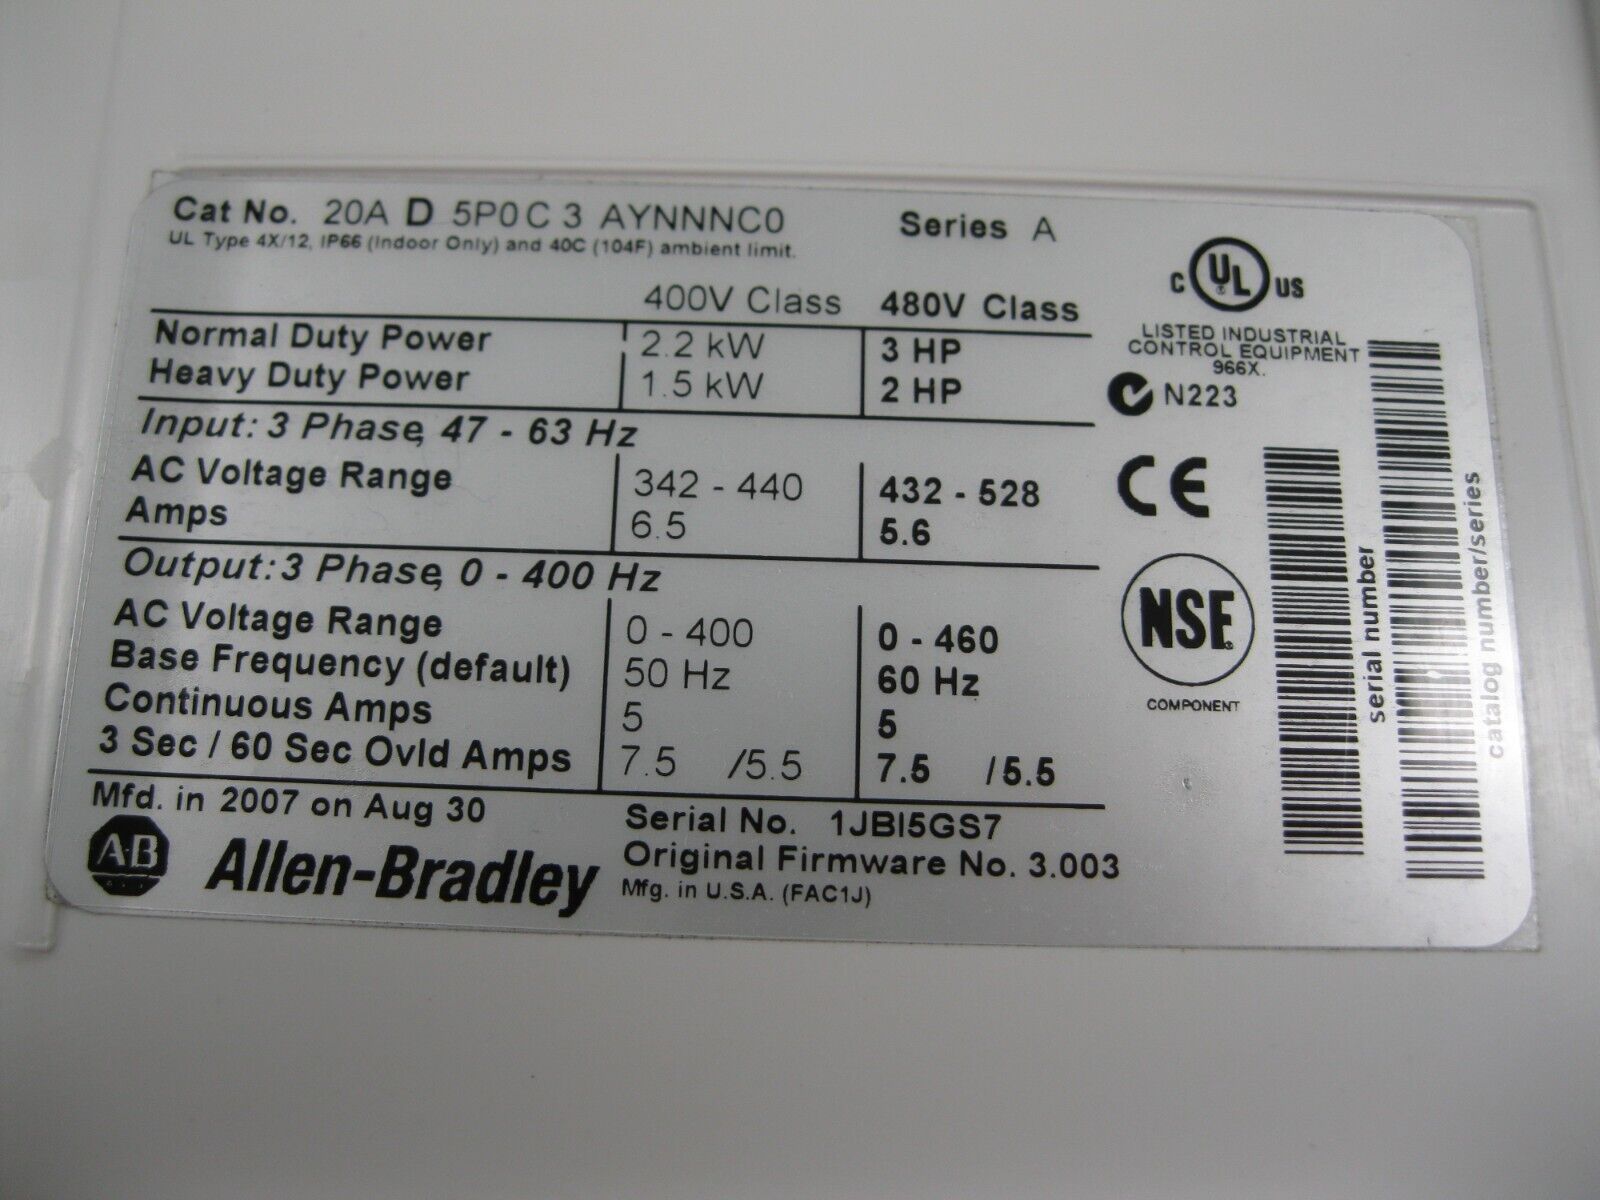 Cat No. 20A D 5P0 C 3 AYNNNC0 Series A
UL Type 4X/12, IP66 (Indoor Only) and 40C (104F) ambient limit.
400V Class 480V Class
Normal Duty Power 2.2 kW 3 HP
Heavy Duty Power 1.5 kW 2 HP
Input: 3 Phase, 47 - 63 Hz
AC Voltage Range 342 - 440 432 - 528
Amps 6.5 5.6
Output: 3 Phase, 0 - 400 Hz
AC Voltage Range 0 - 400 0 - 460
Base Frequency (default) 50 Hz 60 Hz
Continuous Amps 5 5
3 Sec / 60 Sec Ovld Amps 7.5 /5.5 7.5 /5.5
Mfd. in 2007 on Aug 30
Serial No. 1JBI5GS7
A-B Allen-Bradley
Original Firmware No. 3.003
Mfg. in U.S.A. (FAC1J)
C UL ® US
LISTED INDUSTRIAL
CONTROL EQUIPMENT
966X.
N223
CE
NSF®
COMPONENT
serial number
catalog number/series